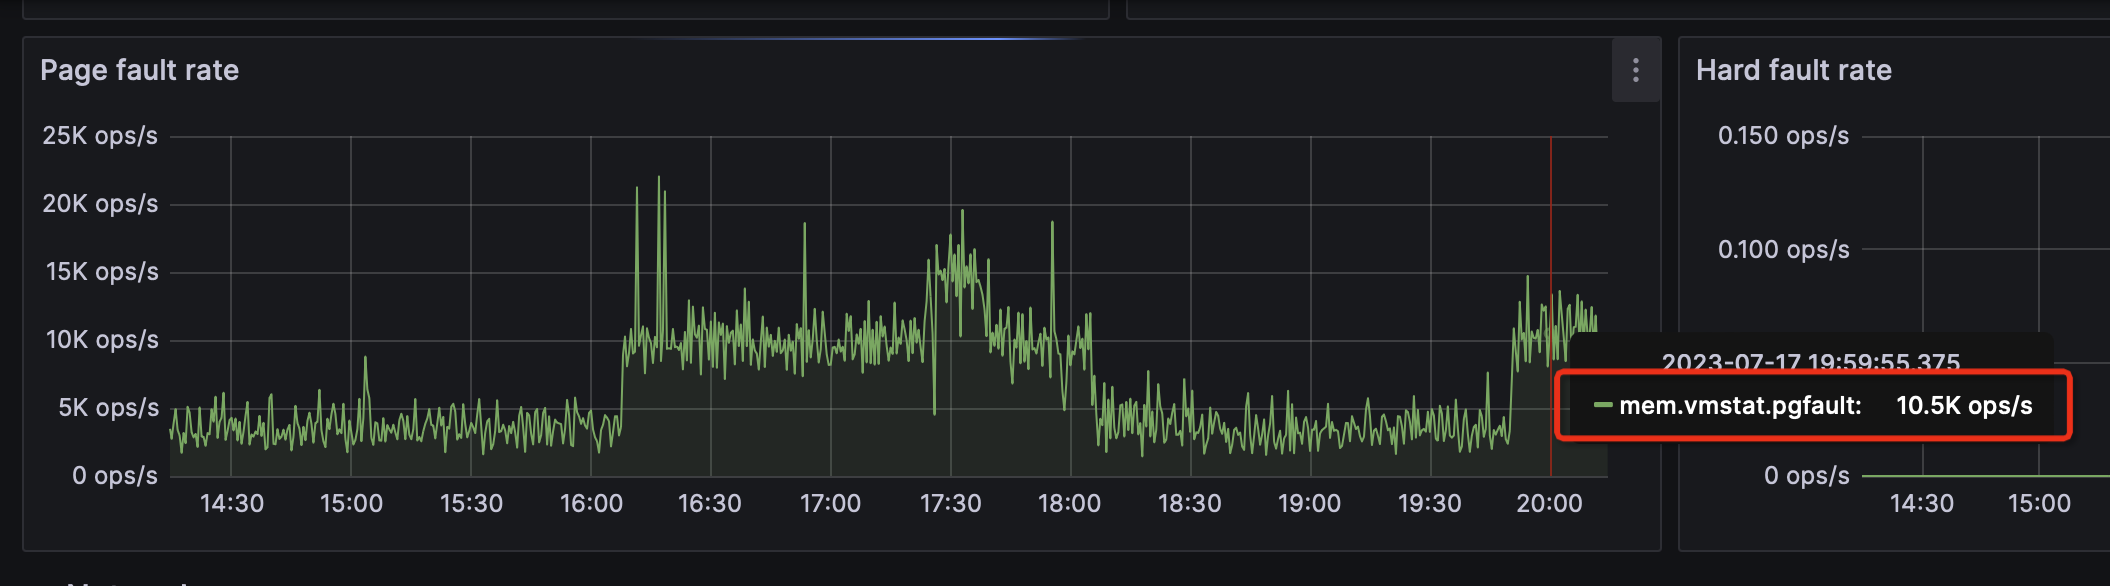 Page fault rate
25K ops/s
20K ops/s
15K ops/s
10K ops/s
5K ops/s
0 ops/s
14:30 15:00 15:30 16:00 16:30 17:00 17:30 18:00 18:30 19:00 19:30 20:00
2023-07-17 19:59:55.375
mem.vmstat.pgfault: 10.5K ops/s
Hard fault rate
0.150 ops/s
0.100 ops/s
0 ops/s
14:30 15:00